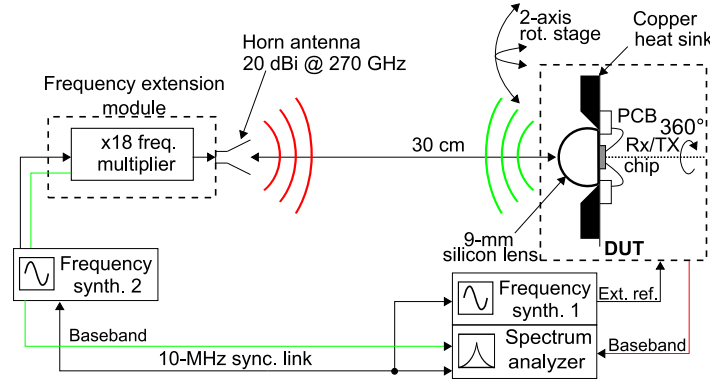 2-axis
rot. stage
Copper
heat sink
Horn antenna
20 dBi @ 270 GHz
Frequency extension
module
x18 freq.
multiplier
30 cm
PCB
360°
Rx/TX
chip
9-mm
silicon lens
DUT
Frequency
synth. 2
Frequency
synth. 1
Ext. ref.
Baseband
Spectrum
analyzer
Baseband
10-MHz sync. link